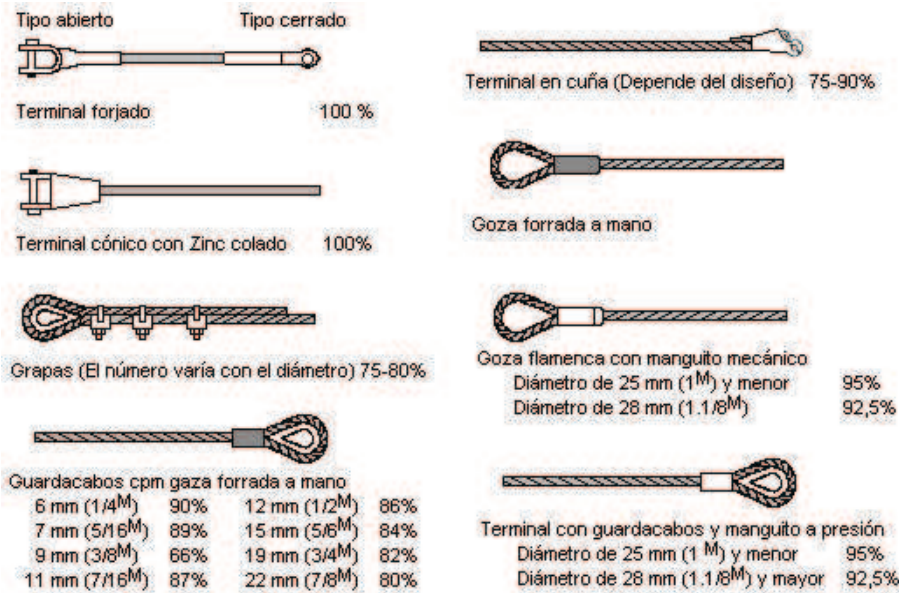 Tipo abierto Tipo cerrado
Terminal forjado 100 %
Terminal cónico con Zinc colado 100%
Grapas (El número varía con el diámetro) 75-80%
Guardacabos cpm gaza forrada a mano
6 mm (1/4M) 90% 12 mm (1/2M) 86%
7 mm (5/16M) 89% 15 mm (5/6M) 84%
9 mm (3/8M) 66% 19 mm (3/4M) 82%
11 mm (7/16M) 87% 22 mm (7/8M) 80%
Terminal en cuña (Depende del diseño) 75-90%
Goza forrada a mano
Goza flamenca con manguito mecánico
Diámetro de 25 mm (1M) y menor 95%
Diámetro de 28 mm (1.1/8M) 92,5%
Terminal con guardacabos y manguito a presión
Diámetro de 25 mm (1 M) y menor 95%
Diámetro de 28 mm (1.1/8M) y mayor 92,5%